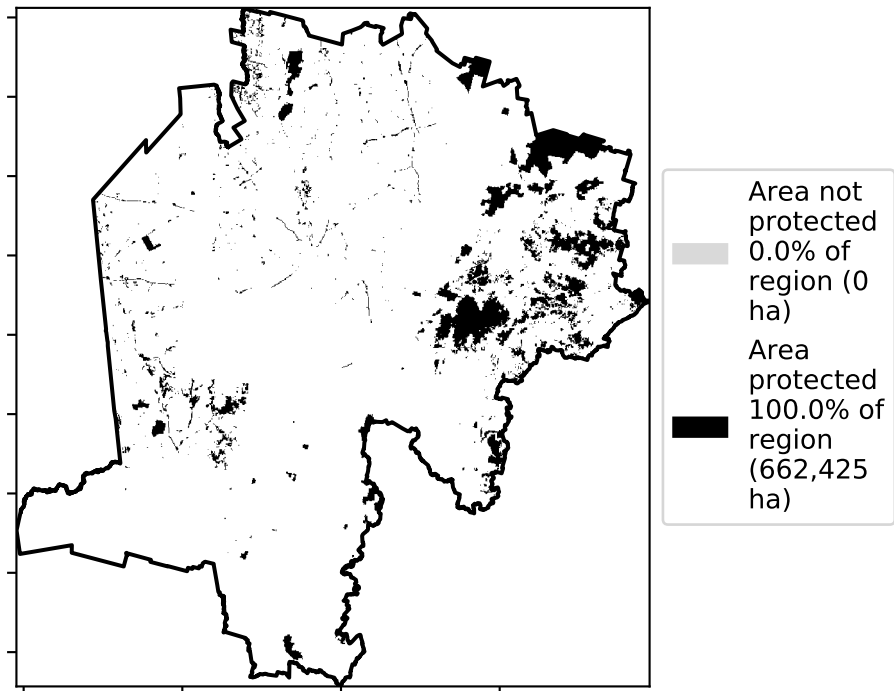 Area not
protected
0.0% of
region (0
ha)
Area
protected
100.0% of
region
(662,425
ha)